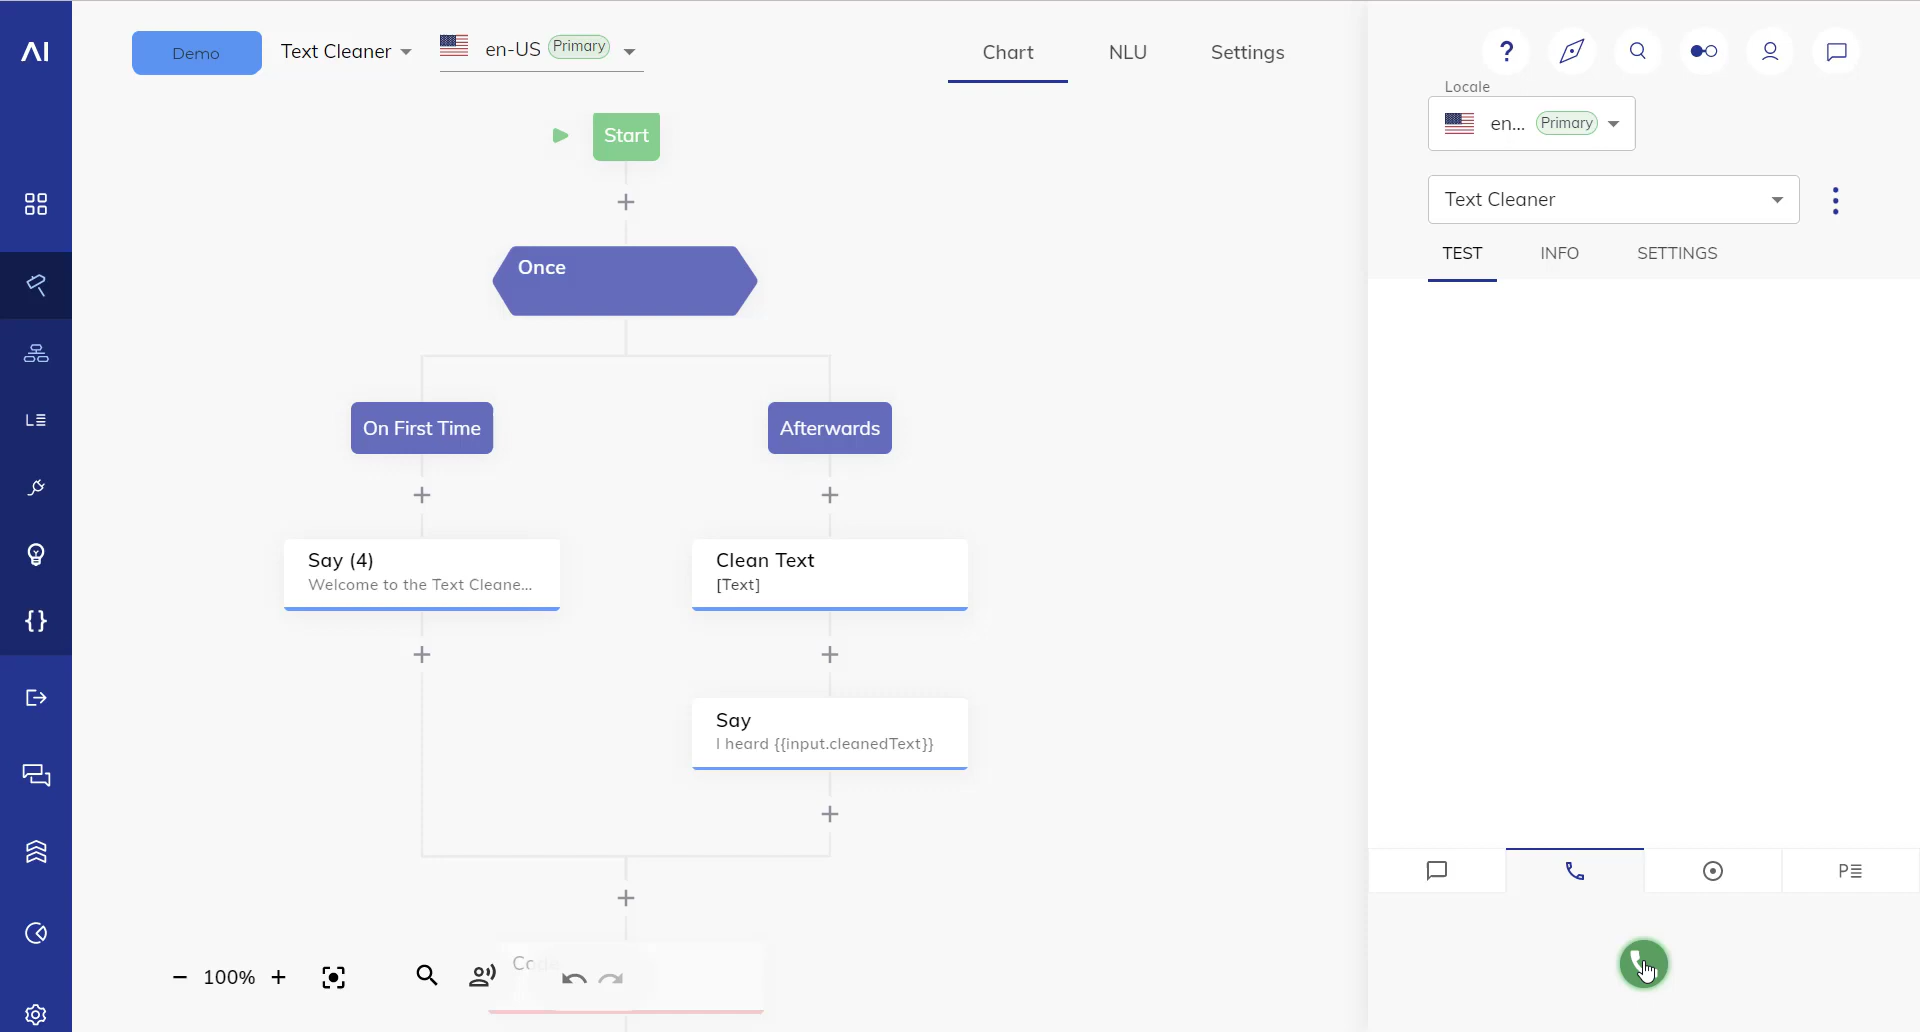 AI
Demo
Text Cleaner
en-US Primary
Chart
NLU
Settings
?
Locale
en... Primary
Text Cleaner
TEST
INFO
SETTINGS
Start
Once
On First Time
Afterwards
Say (4)
Welcome to the Text Cleane...
Clean Text
[Text]
Say
I heard {{input.cleanedText}}
Code
100%